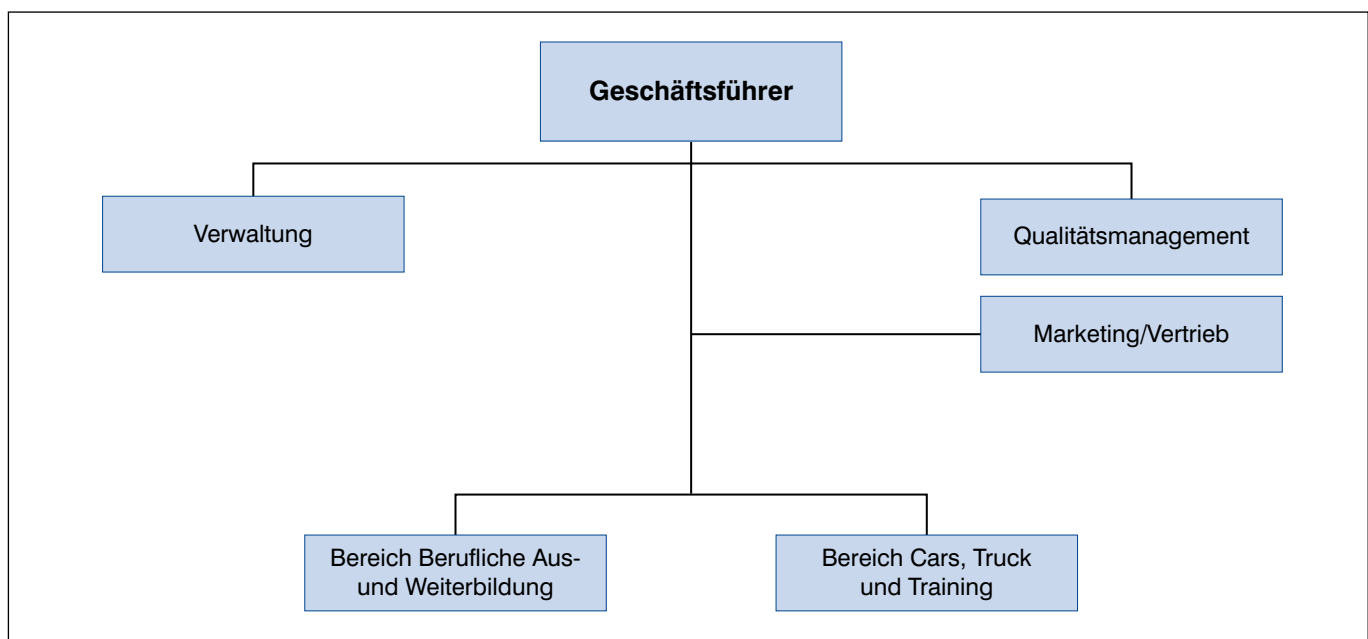 Geschäftsführer
Verwaltung
Qualitätsmanagement
Marketing/Vertrieb
Bereich Berufliche Aus-
und Weiterbildung
Bereich Cars, Truck
und Training